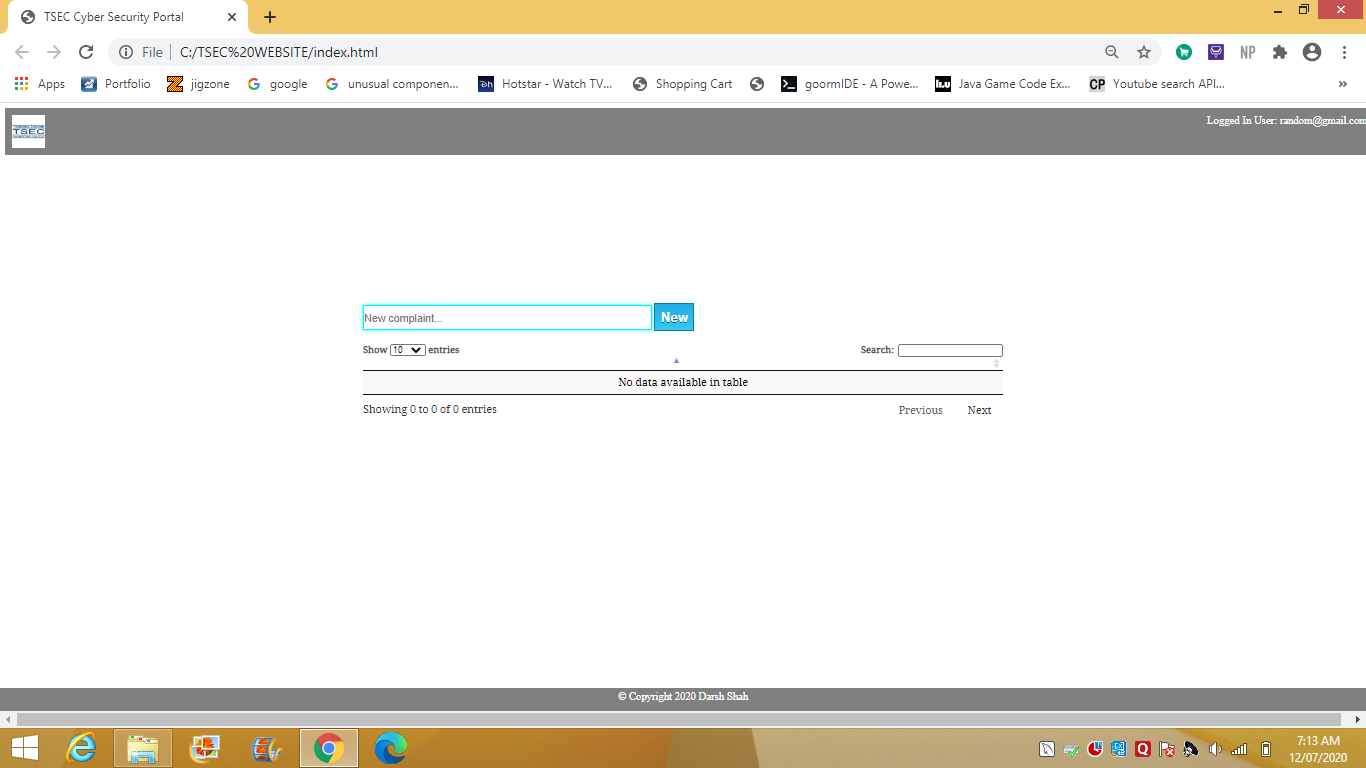 TSEC Cyber Security Portal
File C:/TSEC%20WEBSITE/index.html
NP
Apps Portfolio jigzone google unusual componen... Hotstar - Watch TV... Shopping Cart goormIDE - A Powe... Java Game Code Ex... CP Youtube search API... »
TSEC
Logged In User: random@gmail.com
New complaint... New
Show 10 entries Search:
No data available in table
Showing 0 to 0 of 0 entries Previous Next
© Copyright 2020 Darsh Shah
7:13 AM
12/07/2020